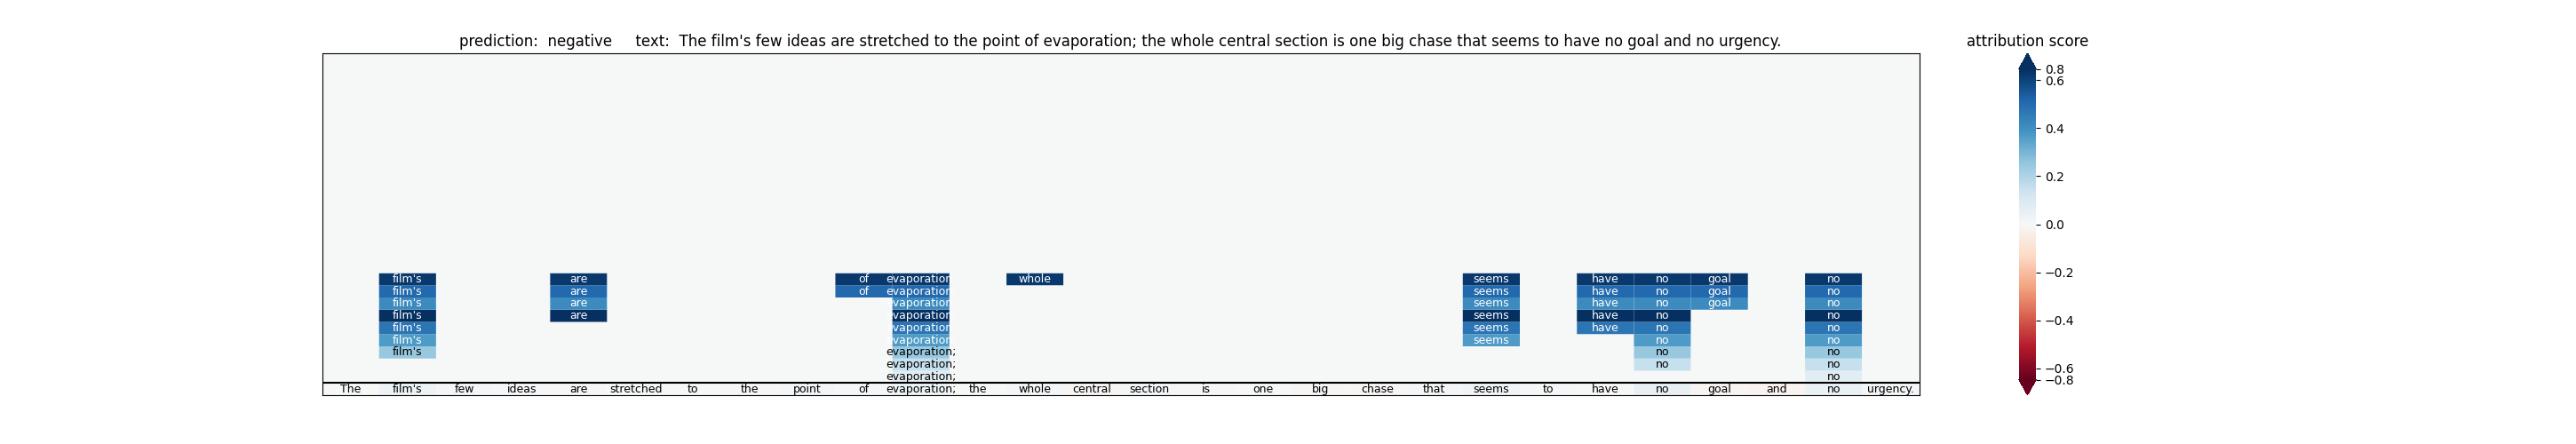 prediction:  negative     text:  The film's few ideas are stretched to the point of evaporation; the whole central section is one big chase that seems to have no goal and no urgency.
attribution score
0.8
0.6
0.4
0.2
0.0
−0.2
−0.4
−0.6
−0.8
film's are of evaporation whole seems have no goal no
film's are of evaporation seems have no goal no
film's are vaporation seems have no goal no
film's are vaporation seems have no no
film's vaporation seems have no no
film's vaporation seems no no
film's evaporation; no no
evaporation; no no
evaporation; no
The film's few ideas are stretched to the point of evaporation; the whole central section is one big chase that seems to have no goal and no urgency.